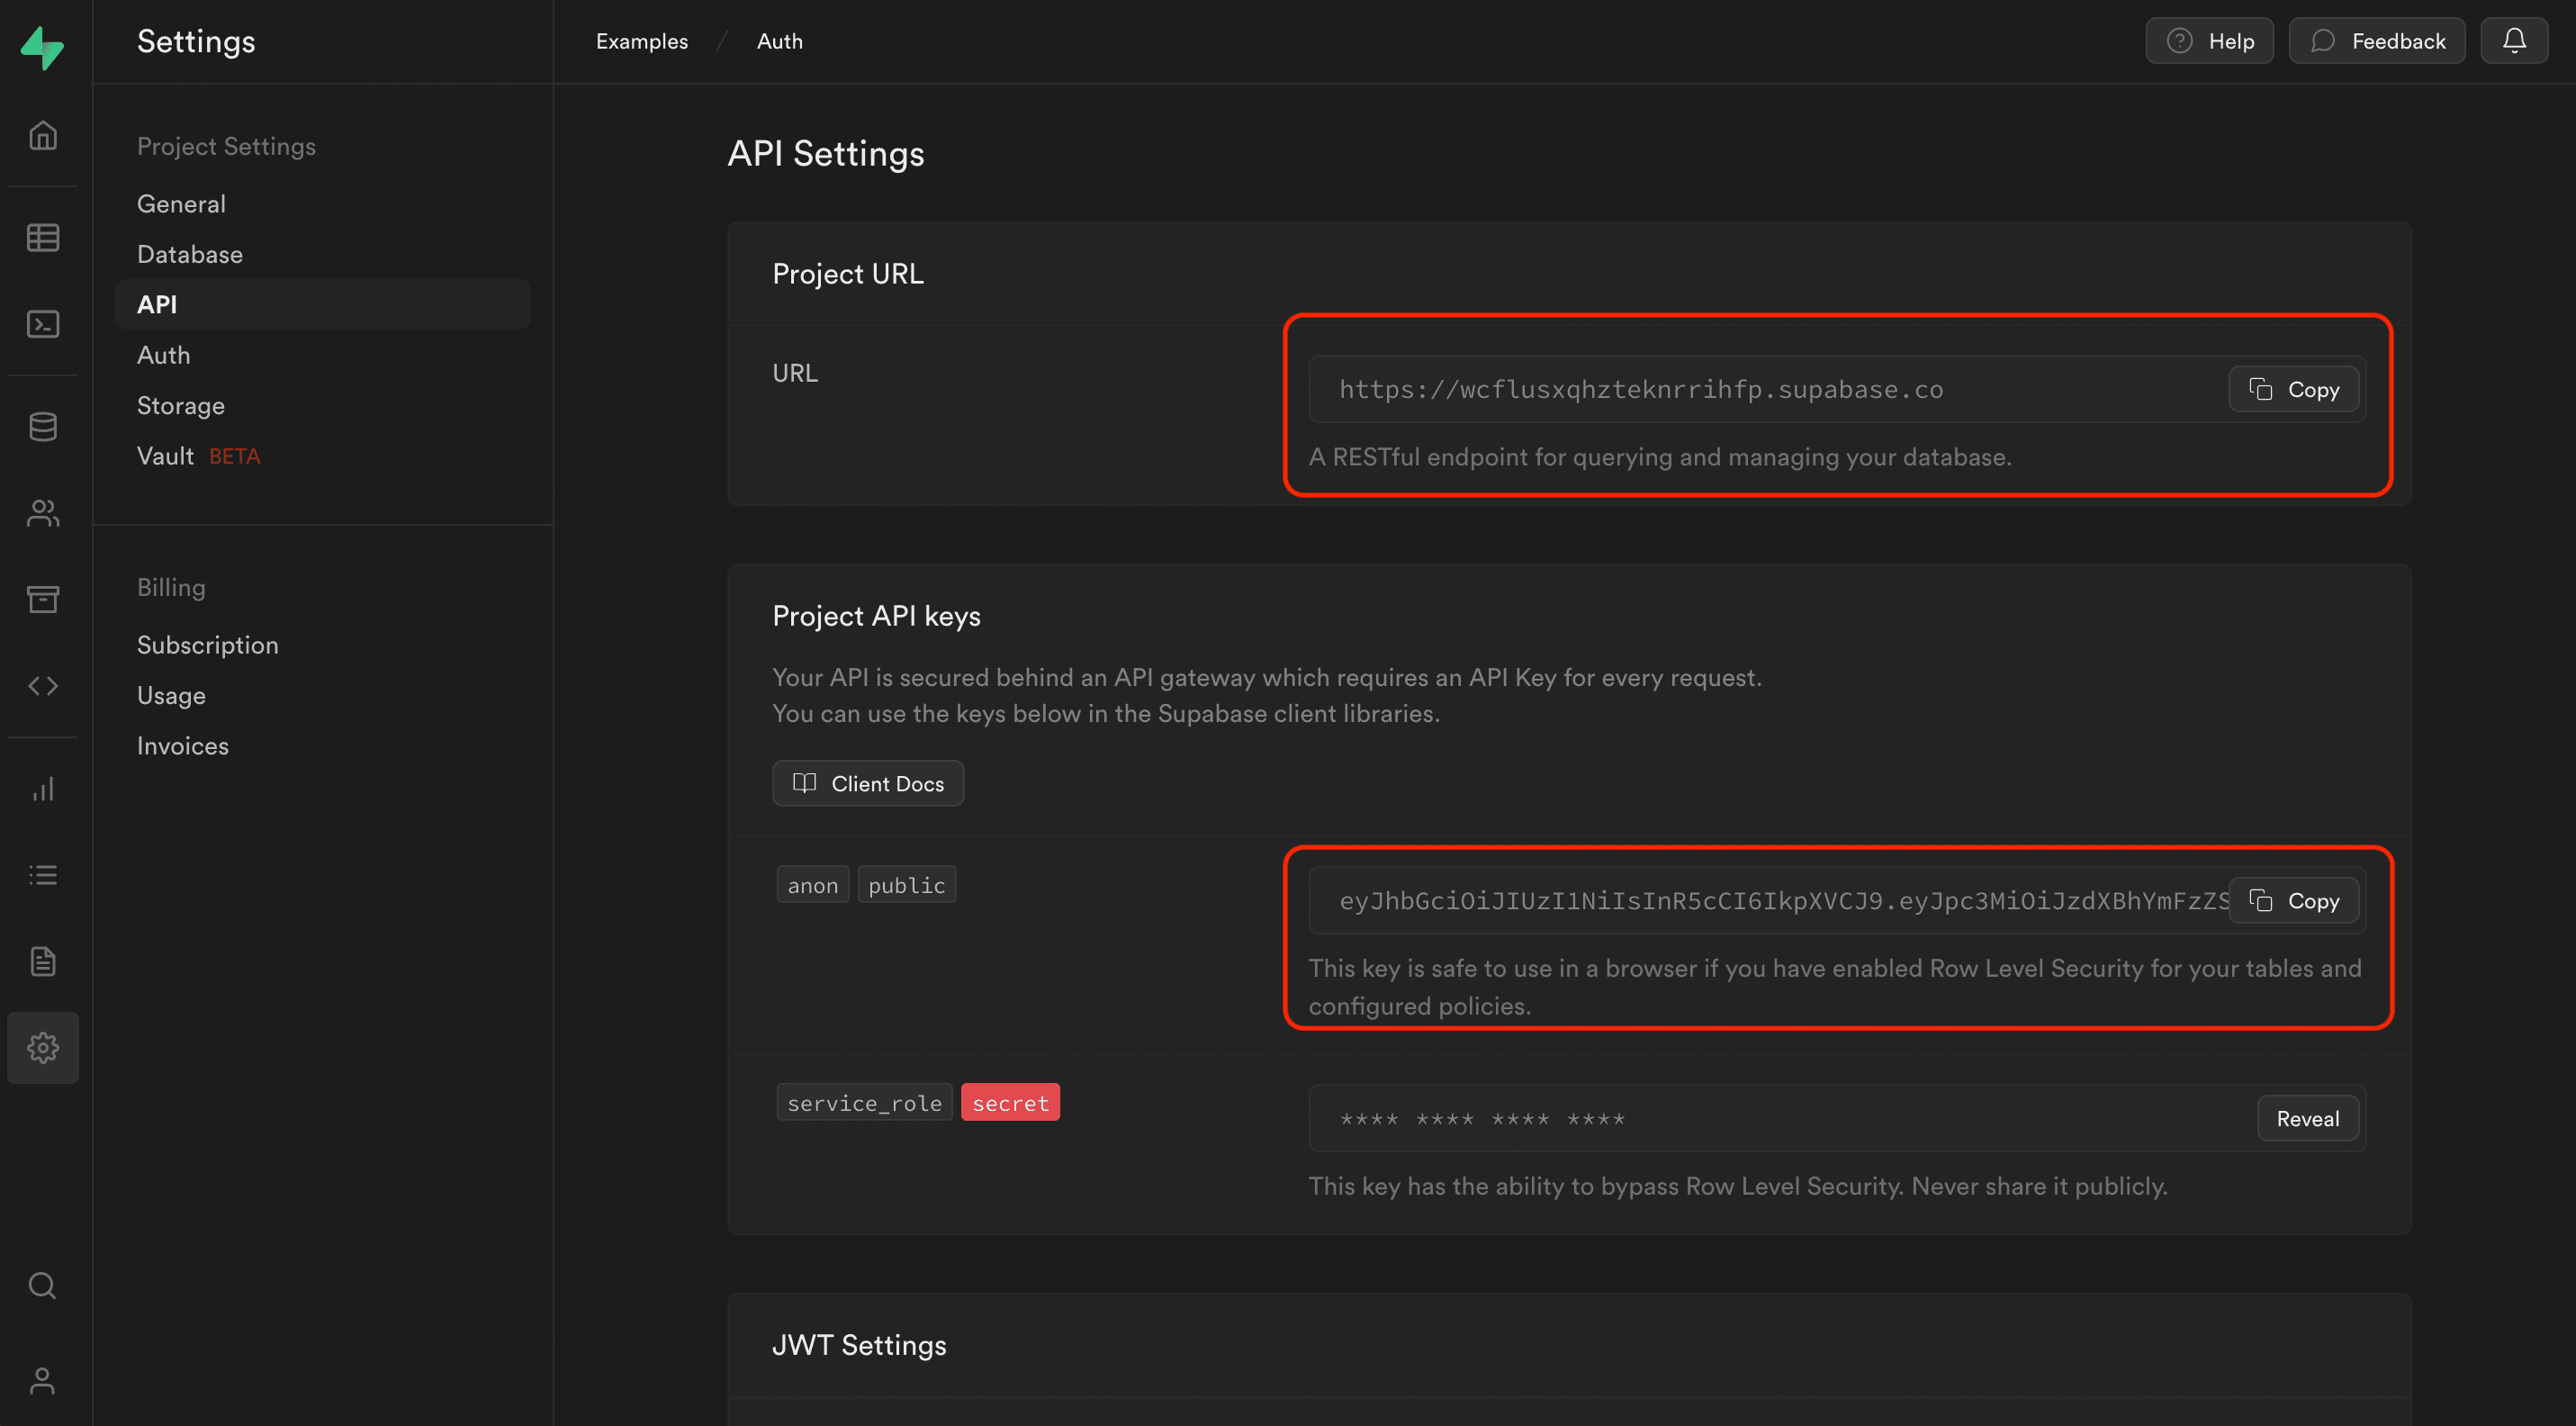 Settings
Examples / Auth
Help
Feedback
Project Settings
General
Database
API
Auth
Storage
Vault BETA
Billing
Subscription
Usage
Invoices
API Settings
Project URL
URL
https://wcflusxqhzteknrrihfp.supabase.co
Copy
A RESTful endpoint for querying and managing your database.
Project API keys
Your API is secured behind an API gateway which requires an API Key for every request.
You can use the keys below in the Supabase client libraries.
Client Docs
anon public
eyJhbGciOiJIUzI1NiIsInR5cCI6IkpXVCJ9.eyJpc3MiOiJzdXBhYmFzZS
Copy
This key is safe to use in a browser if you have enabled Row Level Security for your tables and
configured policies.
service_role secret
**** **** **** ****
Reveal
This key has the ability to bypass Row Level Security. Never share it publicly.
JWT Settings